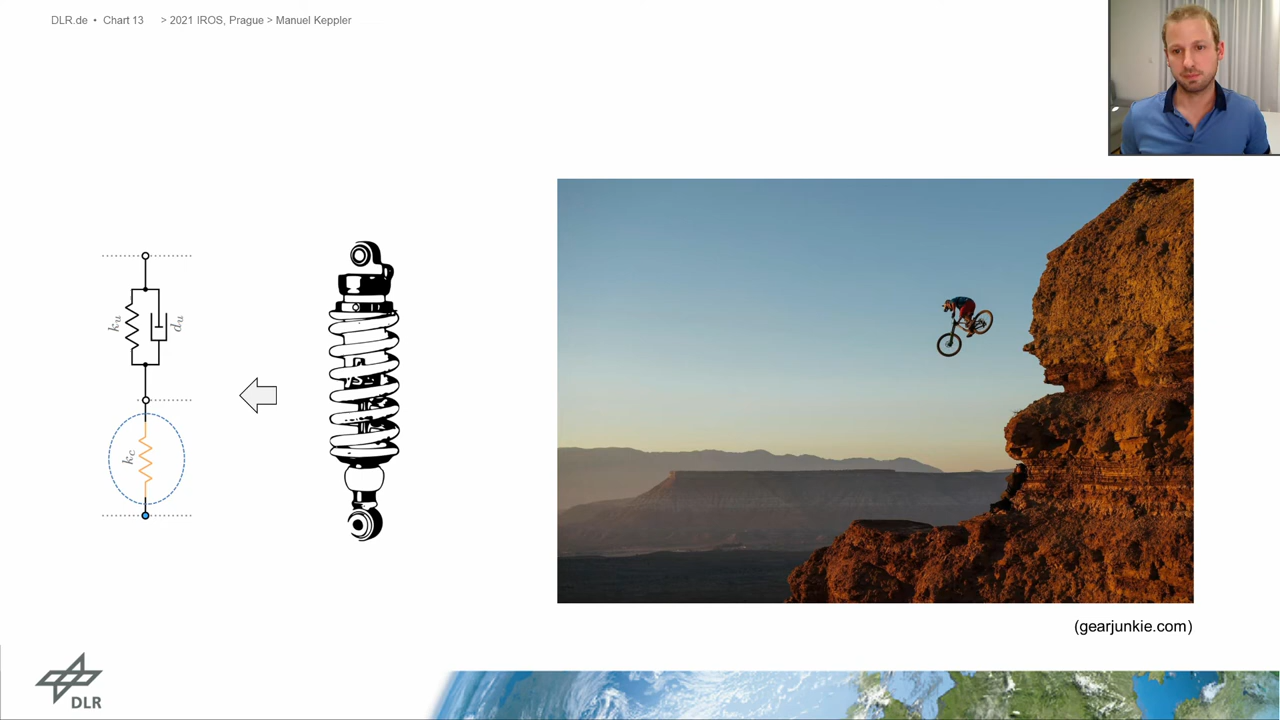 DLR.de • Chart 13 > 2021 IROS, Prague > Manuel Keppler
k_u
d_u
k_c
(gearjunkie.com)
DLR